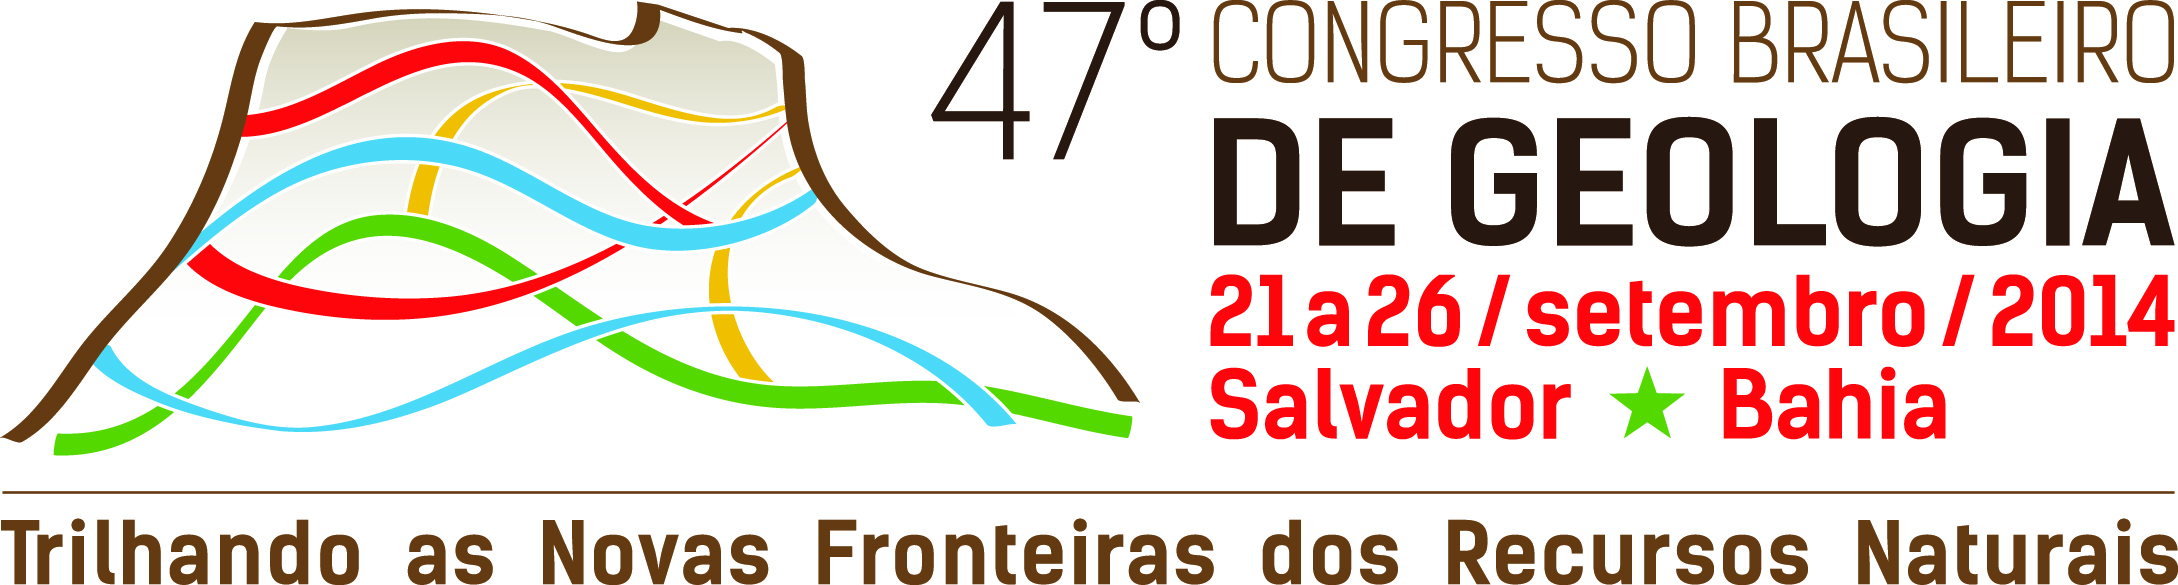 47º CONGRESSO BRASILEIRO
DE GEOLOGIA
21 a 26 / setembro / 2014
Salvador ★ Bahia
Trilhando as Novas Fronteiras dos Recursos Naturais